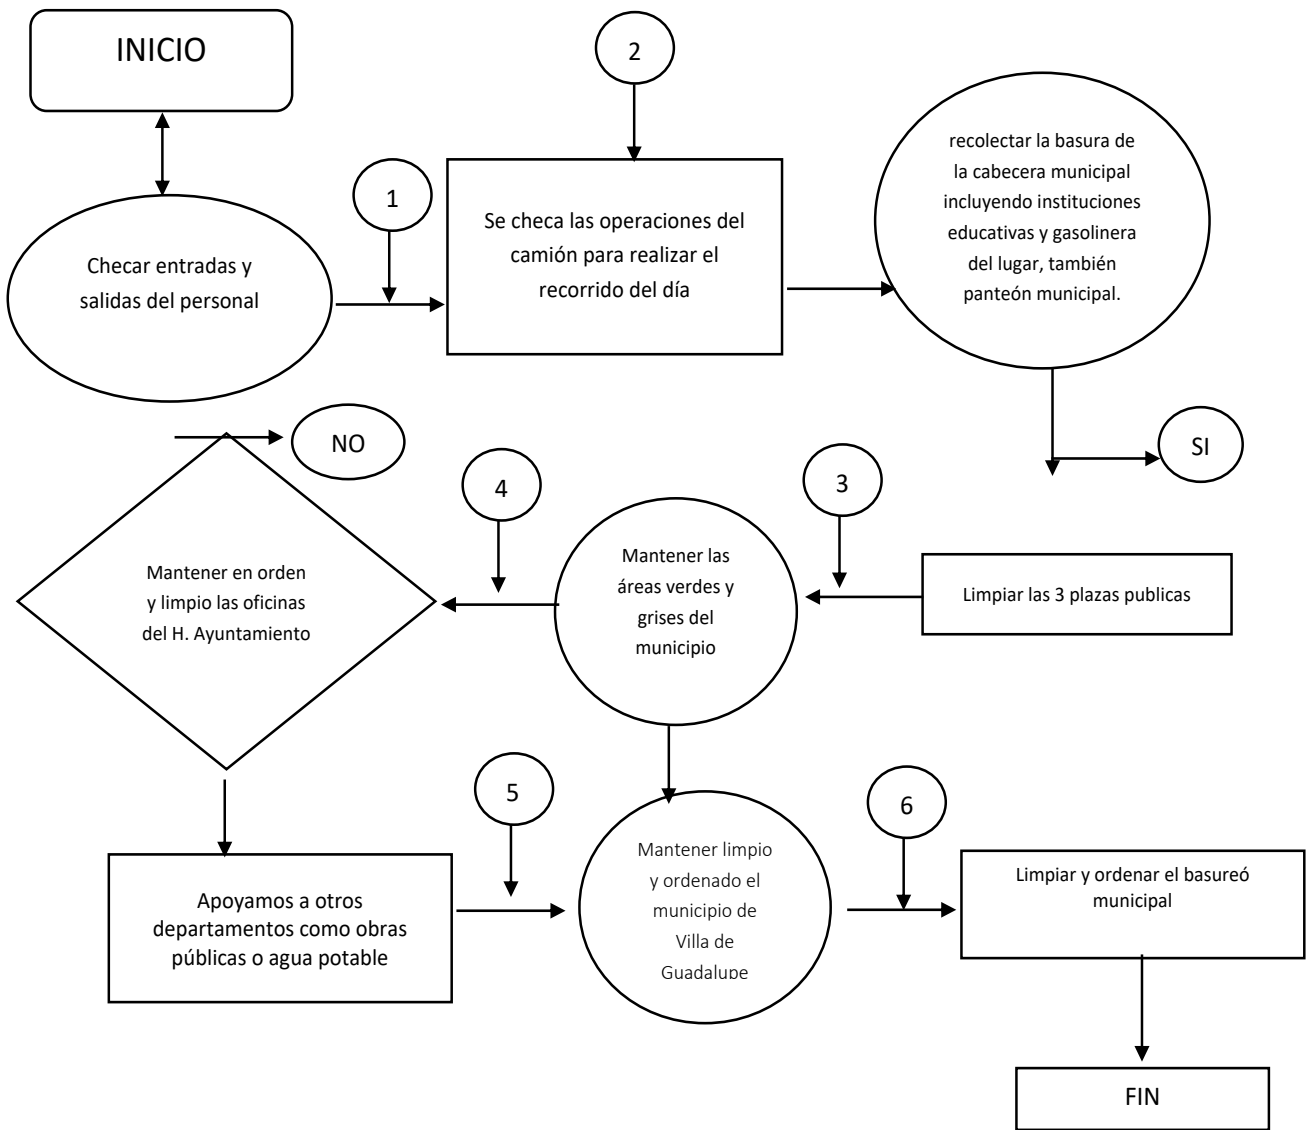 INICIO
2
1
Checar entradas y
salidas del personal
Se checa las operaciones del
camión para realizar el
recorrido del día
recolectar la basura de
la cabecera municipal
incluyendo instituciones
educativas y gasolinera
del lugar, también
panteón municipal.
NO
SI
4
3
Mantener en orden
y limpio las oficinas
del H. Ayuntamiento
Mantener las
áreas verdes y
grises del
municipio
Limpiar las 3 plazas publicas
5
6
Apoyamos a otros
departamentos como obras
públicas o agua potable
Mantener limpio
y ordenado el
municipio de
Villa de
Guadalupe
Limpiar y ordenar el basureó
municipal
FIN